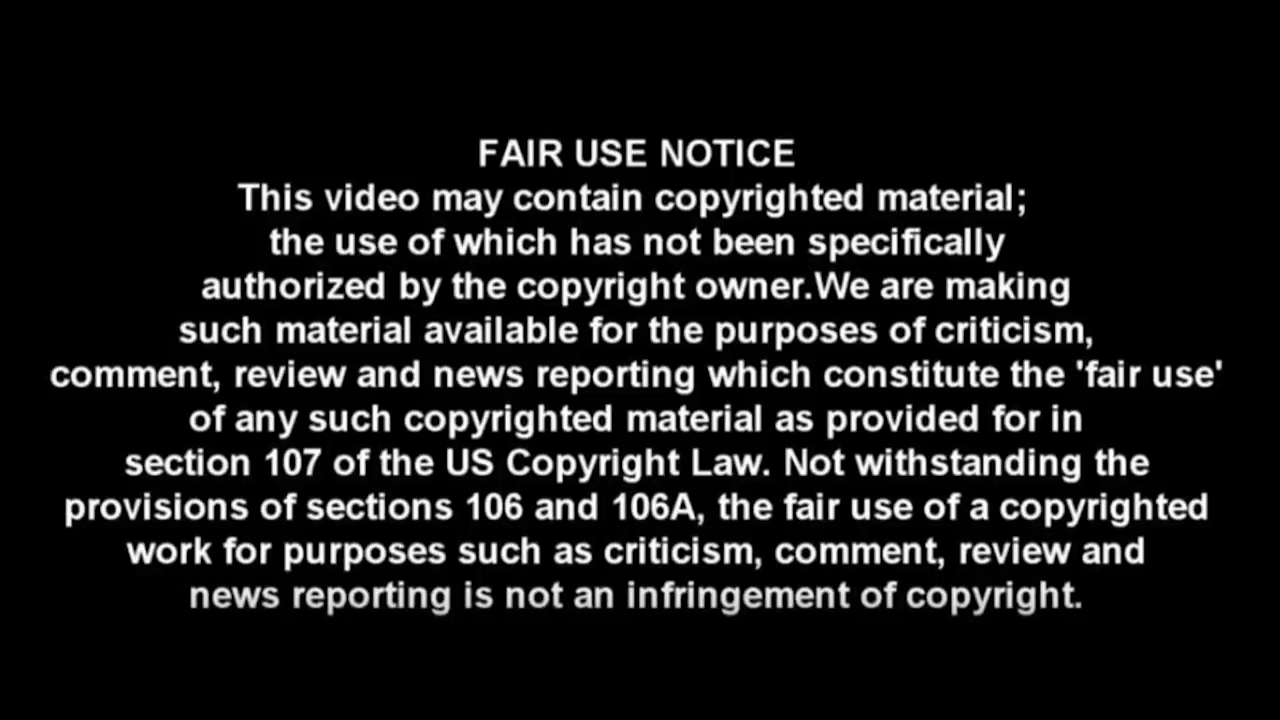 FAIR USE NOTICE
This video may contain copyrighted material;
the use of which has not been specifically
authorized by the copyright owner.We are making
such material available for the purposes of criticism,
comment, review and news reporting which constitute the 'fair use'
of any such copyrighted material as provided for in
section 107 of the US Copyright Law. Not withstanding the
provisions of sections 106 and 106A, the fair use of a copyrighted
work for purposes such as criticism, comment, review and
news reporting is not an infringement of copyright.